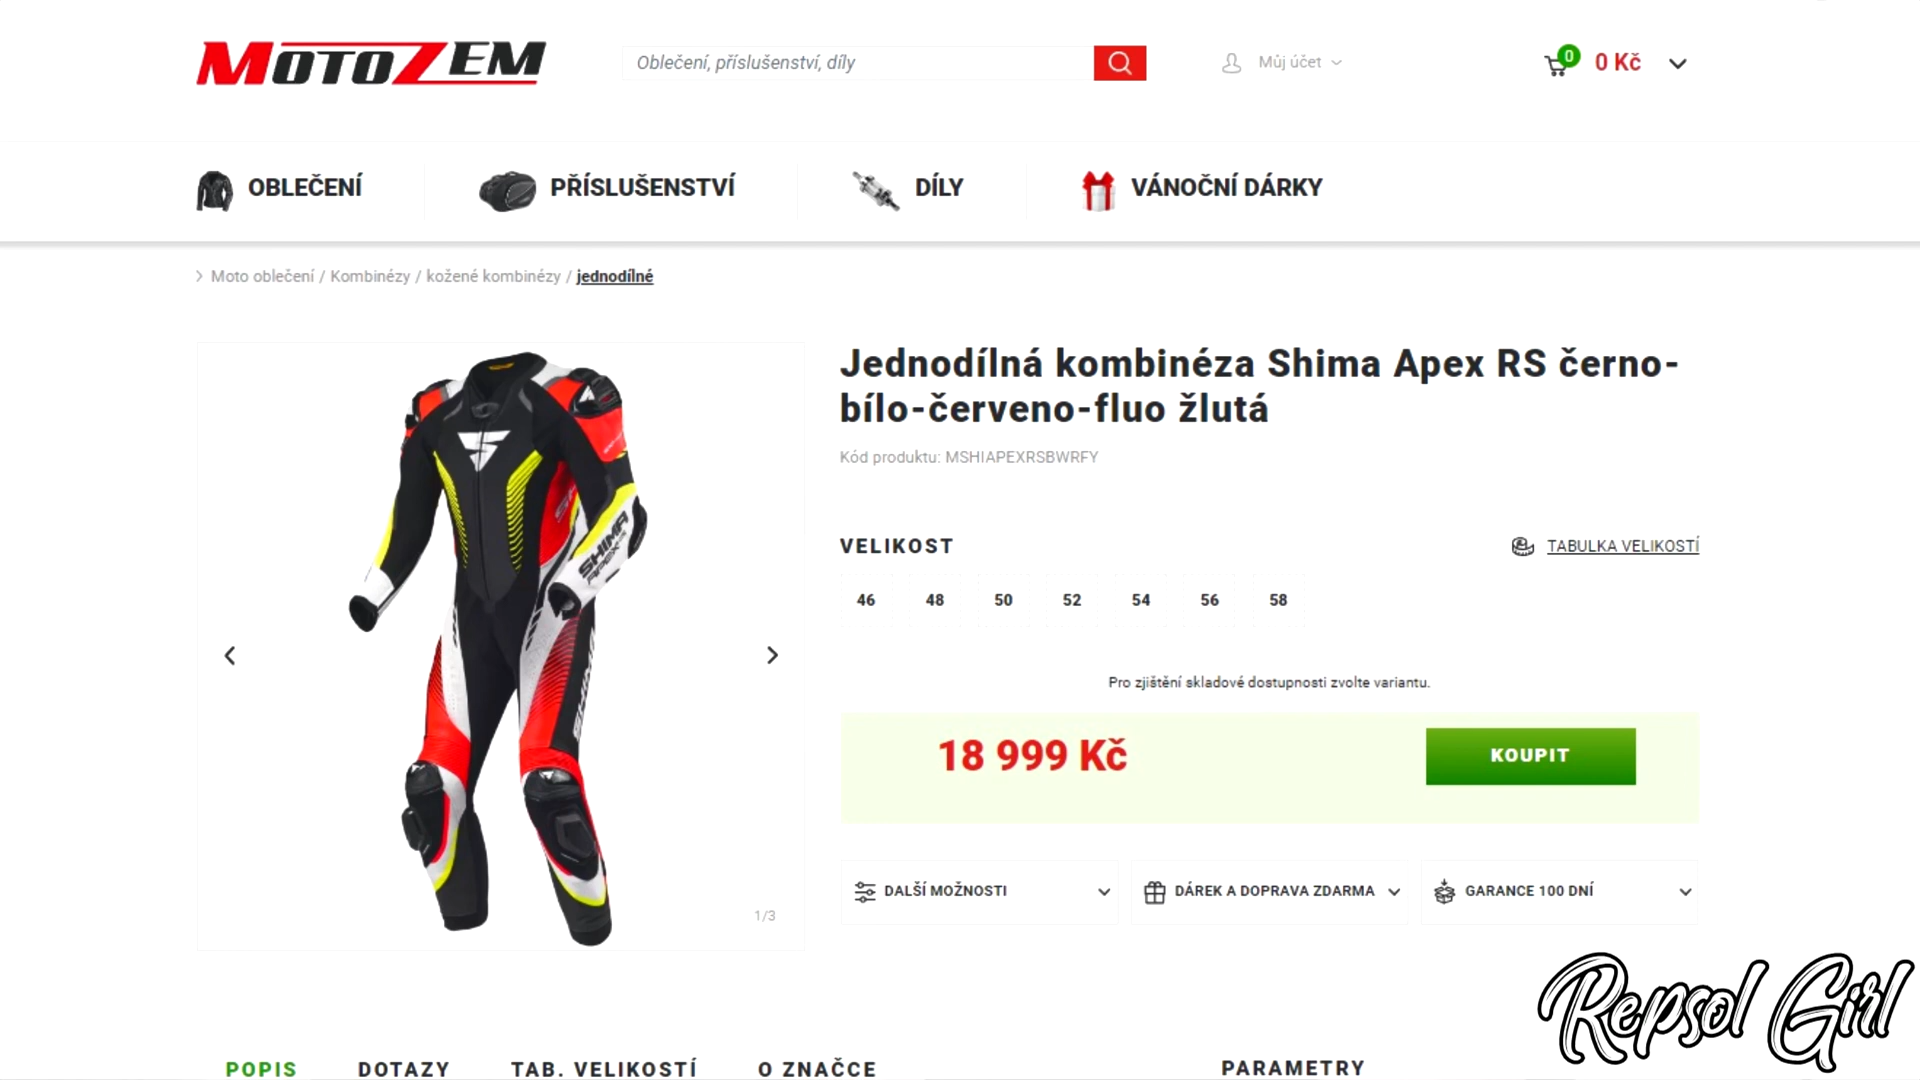 MOTOZEM
Oblečení, příslušenství, díly
Můj účet
0
0 Kč
OBLEČENÍ
PŘÍSLUŠENSTVÍ
DÍLY
VÁNOČNÍ DÁRKY
Moto oblečení / Kombinézy / kožené kombinézy / jednodílné
Jednodílná kombinéza Shima Apex RS černo-
bílo-červeno-fluo žlutá
Kód produktu: MSHIAPEXRSBWRFY
VELIKOST
TABULKA VELIKOSTÍ
46 48 50 52 54 56 58
SHIMA
APEX
SHIMA
Pro zjištění skladové dostupnosti zvolte variantu.
18 999 Kč
KOUPIT
DALŠÍ MOŽNOSTI
DÁREK A DOPRAVA ZDARMA
GARANCE 100 DNÍ
1/3
Repsol Girl
POPIS
DOTAZY
TAB. VELIKOSTÍ
O ZNAČCE
PARAMETRY